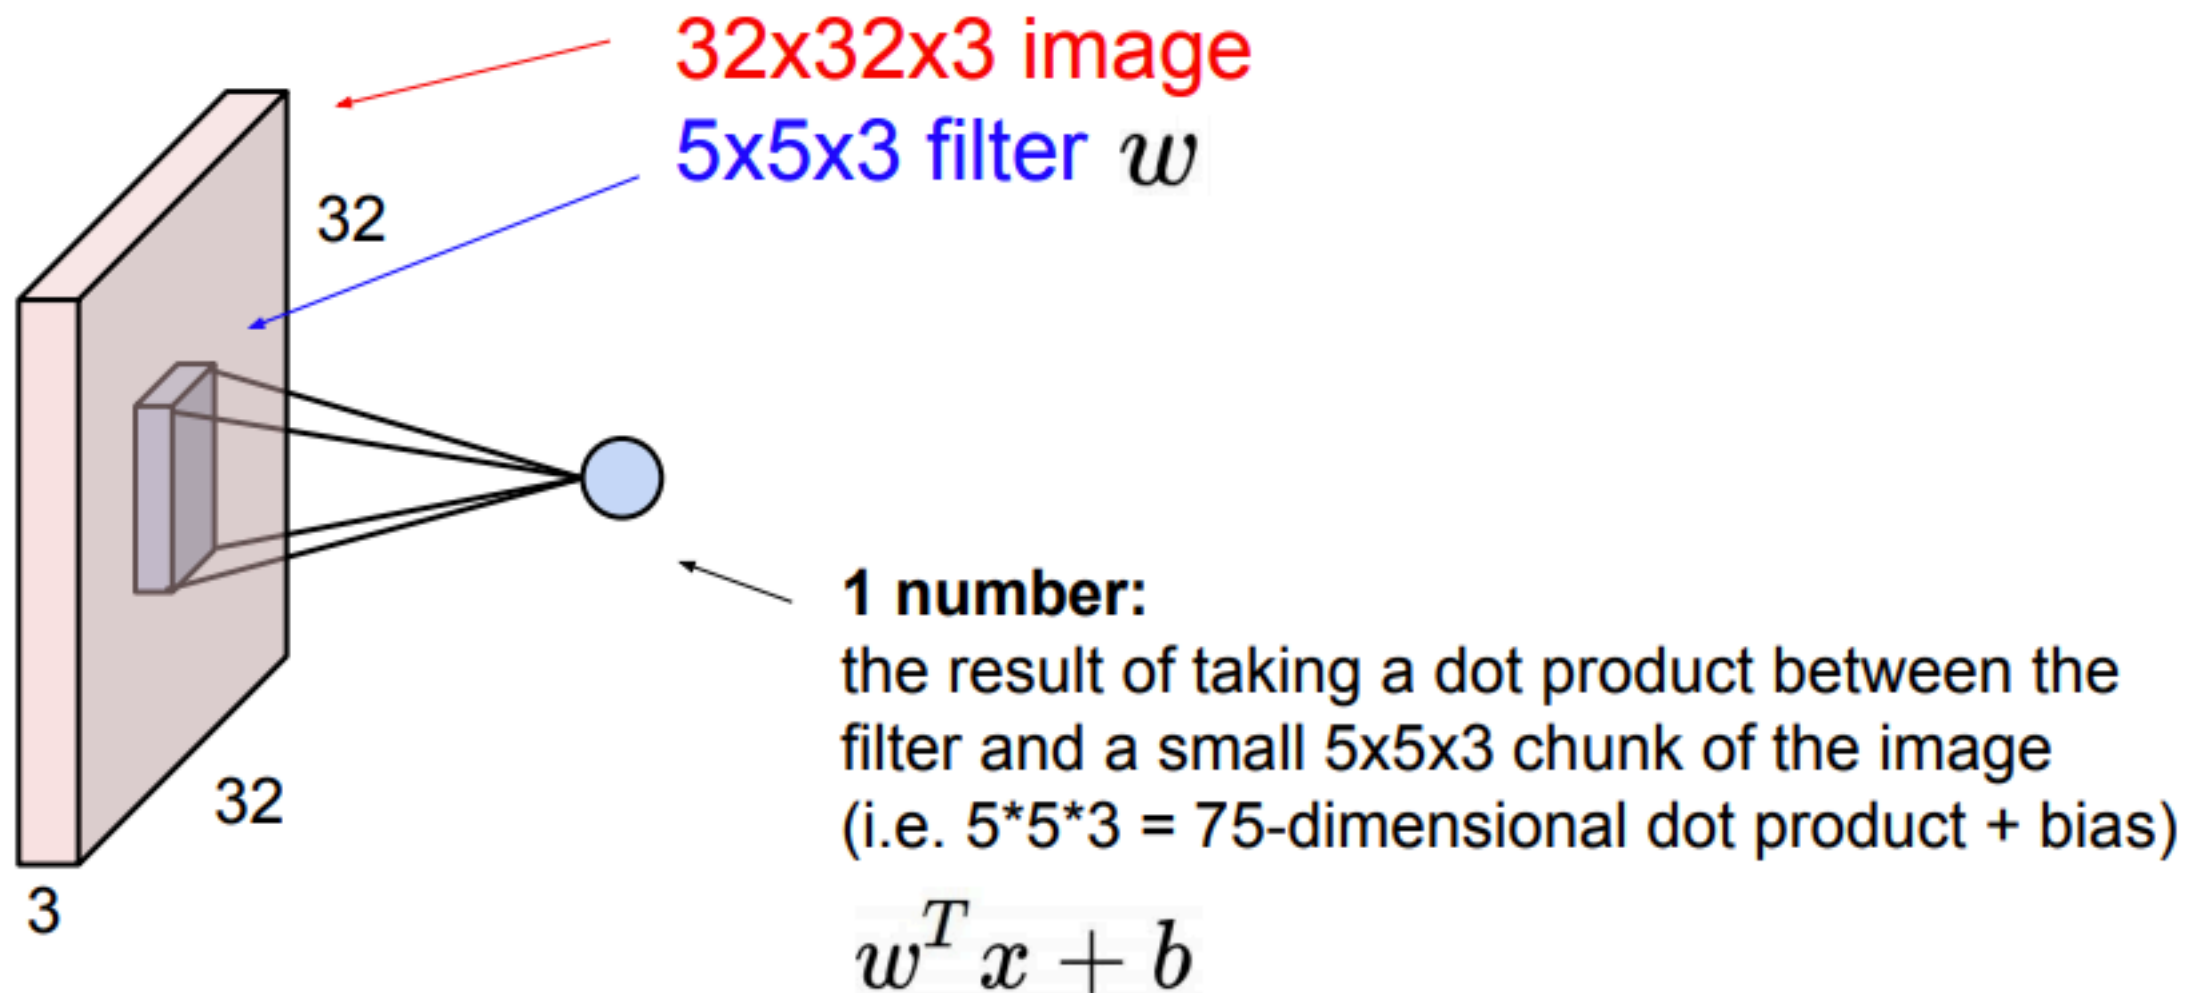 32x32x3 image
5x5x3 filter w
32
32
3
1 number:
the result of taking a dot product between the
filter and a small 5x5x3 chunk of the image
(i.e. 5*5*3 = 75-dimensional dot product + bias)
w^T x + b